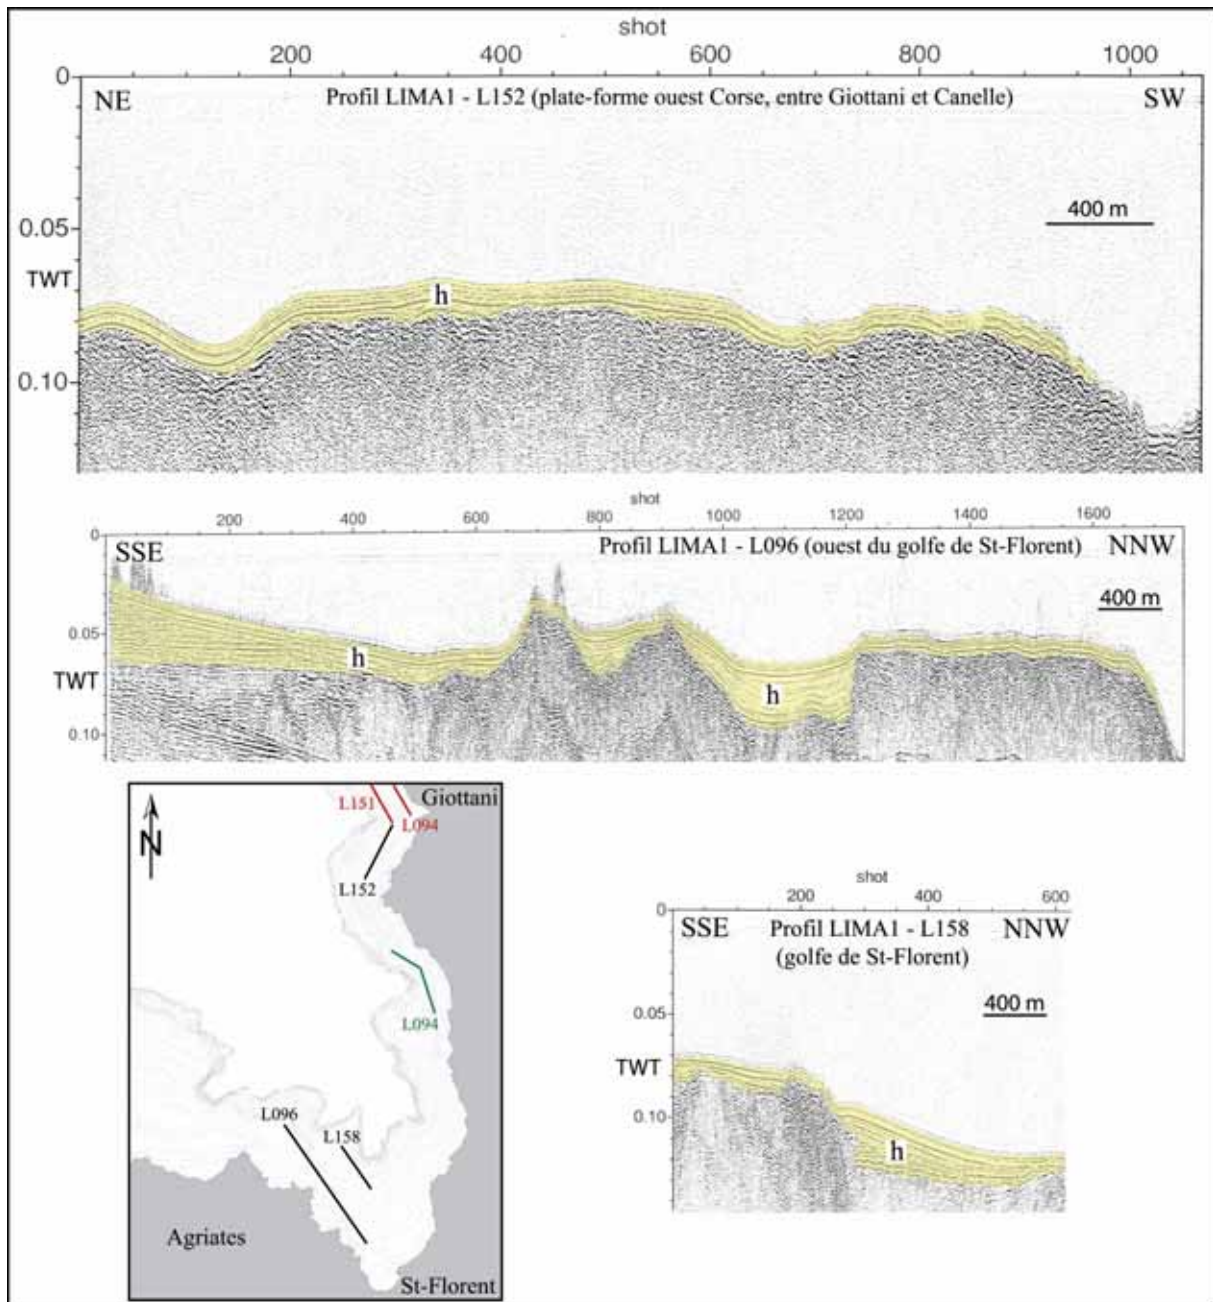 shot
200 400 600 800 1000
0
NE Profil LIMA1 - L152 (plate-forme ouest Corse, entre Giottani et Canelle) SW
400 m
0.05
TWT
h
0.10
shot
200 400 600 800 1000 1200 1400 1600
0
SSE Profil LIMA1 - L096 (ouest du golfe de St-Florent) NNW
400 m
0.05
h
TWT
h
0.10
L151 Giottani
N L094
L152
L094
L096
L158
Agriates
St-Florent
shot
200 400 600
0
SSE Profil LIMA1 - L158 NNW
(golfe de St-Florent)
400 m
0.05
TWT
0.10
h